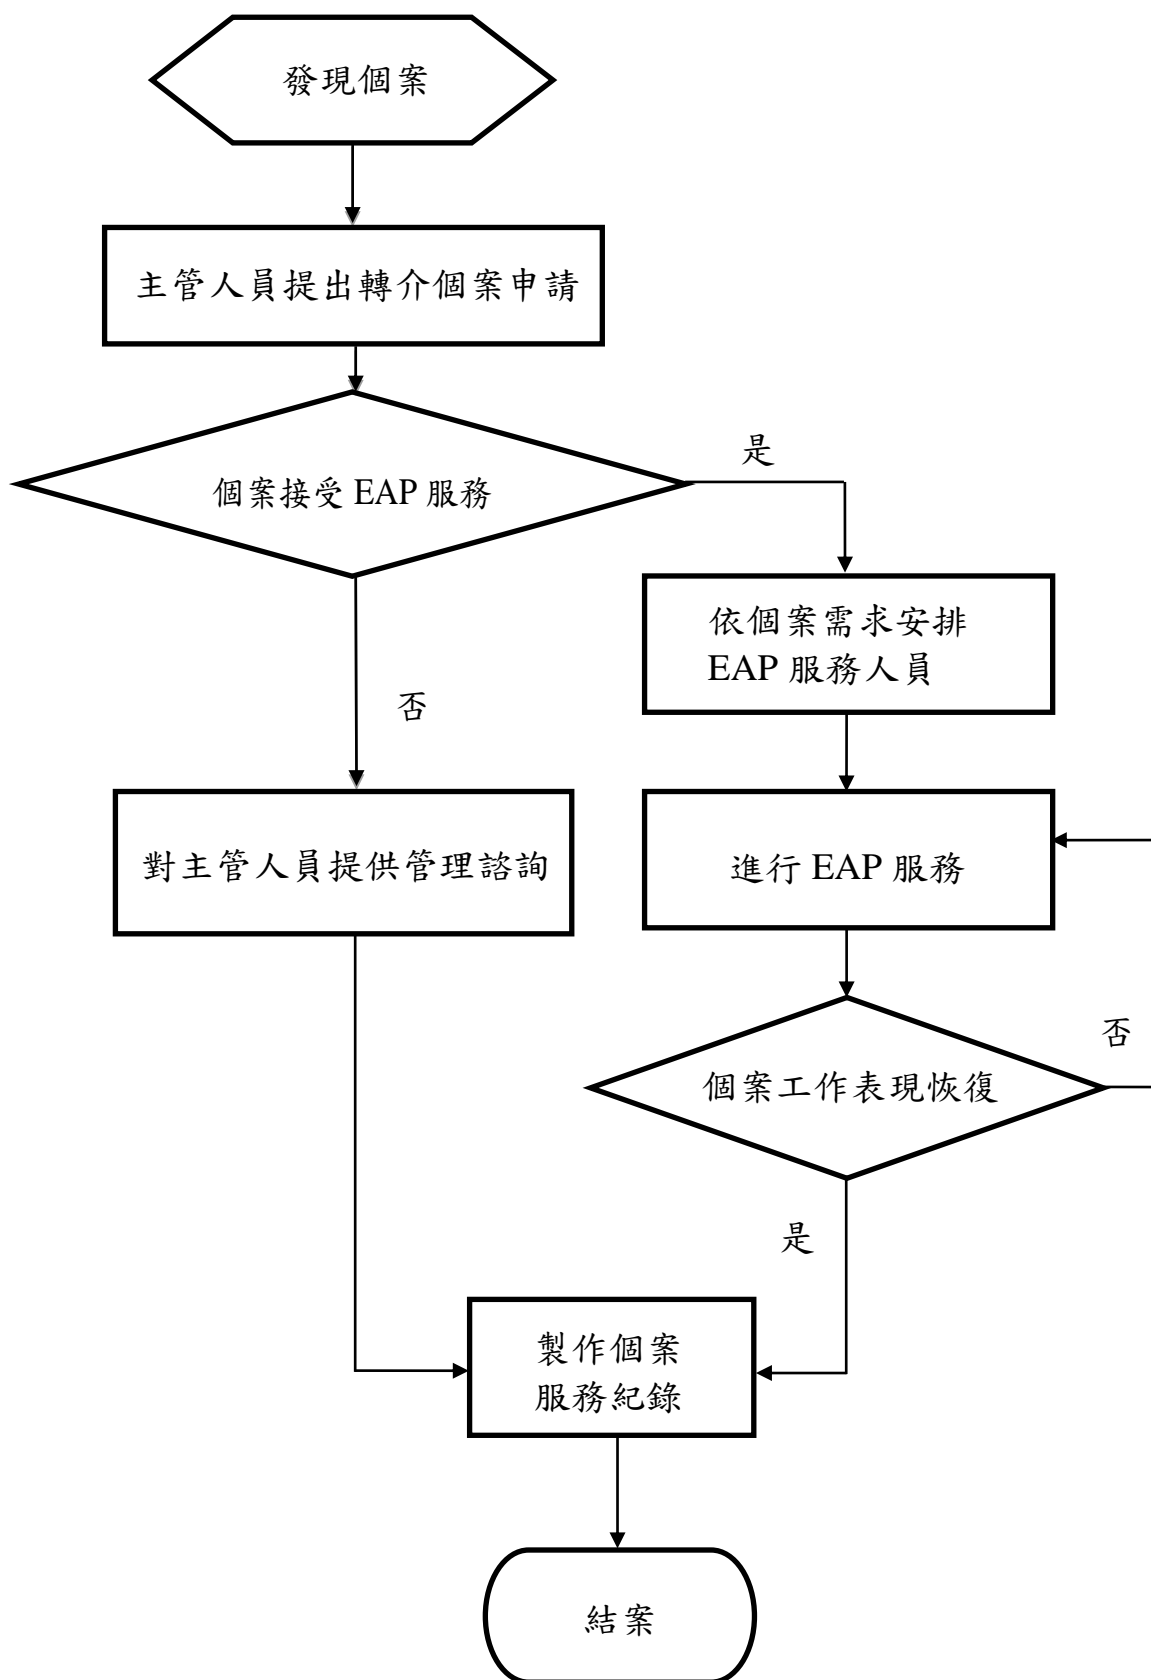 發現個案
主管人員提出轉介個案申請
個案接受 EAP 服務
是
依個案需求安排
EAP 服務人員
否
對主管人員提供管理諮詢
進行 EAP 服務
否
個案工作表現恢復
是
製作個案
服務紀錄
結案